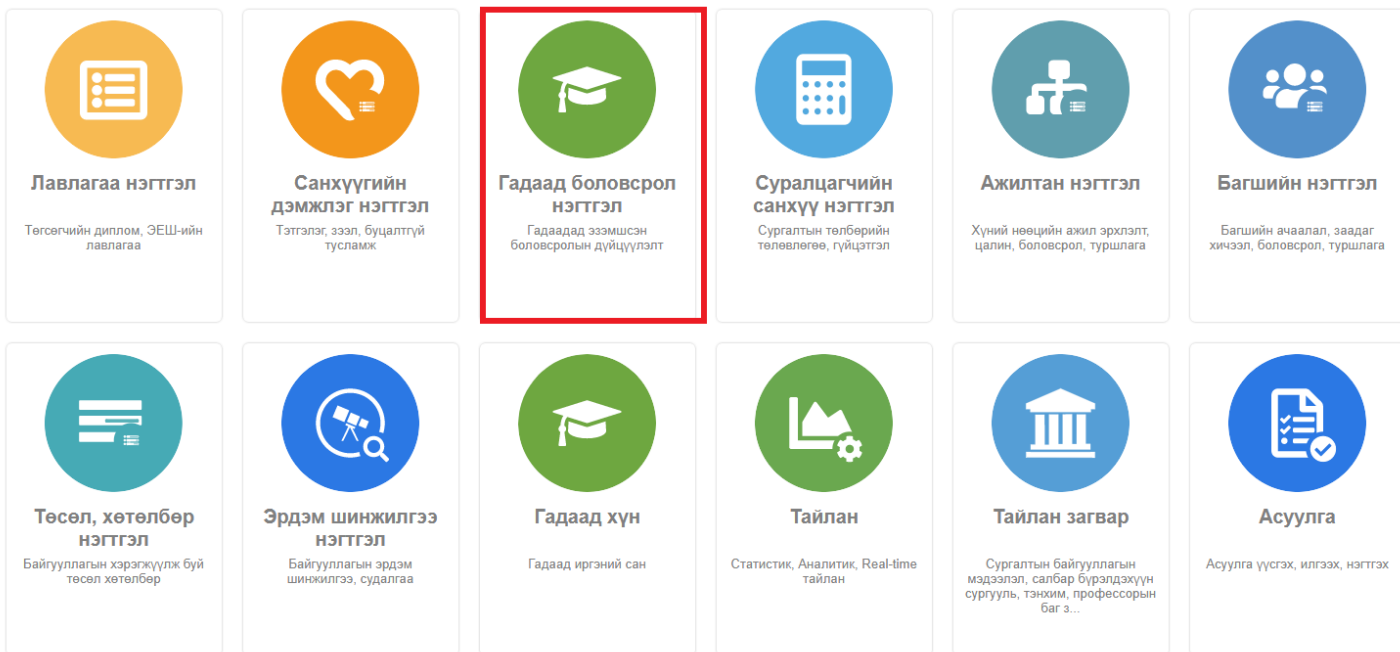 Лавлагаа нэгтгэл
Төгсөгчийн диплом, ЭЕШ-ийн
лавлагаа
Санхүүгийн
дэмжлэг нэгтгэл
Тэтгэлэг, зээл, буцалтгүй
тусламж
Гадаад боловсрол
нэгтгэл
Гадаадад эзэмшсэн
боловсролын дүйцүүлэлт
Суралцагчийн
санхүү нэгтгэл
Сургалтын төлбөрийн
төлөвлөгөө, гүйцэтгэл
Ажилтан нэгтгэл
Хүний нөөцийн ажил эрхлэлт,
цалин, боловсрол, туршлага
Багшийн нэгтгэл
Багшийн ачаалал, заадаг
хичээл, боловсрол, туршлага
Төсөл, хөтөлбөр
нэгтгэл
Байгууллагын хэрэгжүүлж буй
төсөл хөтөлбөр
Эрдэм шинжилгээ
нэгтгэл
Байгууллагын эрдэм
шинжилгээ, судалгаа
Гадаад хүн
Гадаад иргэний сан
Тайлан
Статистик, Аналитик, Real-time
тайлан
Тайлан загвар
Сургалтын байгууллагын
мэдээлэл, салбар бүрэлдэхүүн
сургууль, тэнхим, профессорын
баг з...
Асуулга
Асуулга үүсгэх, илгээх, нэгтгэх